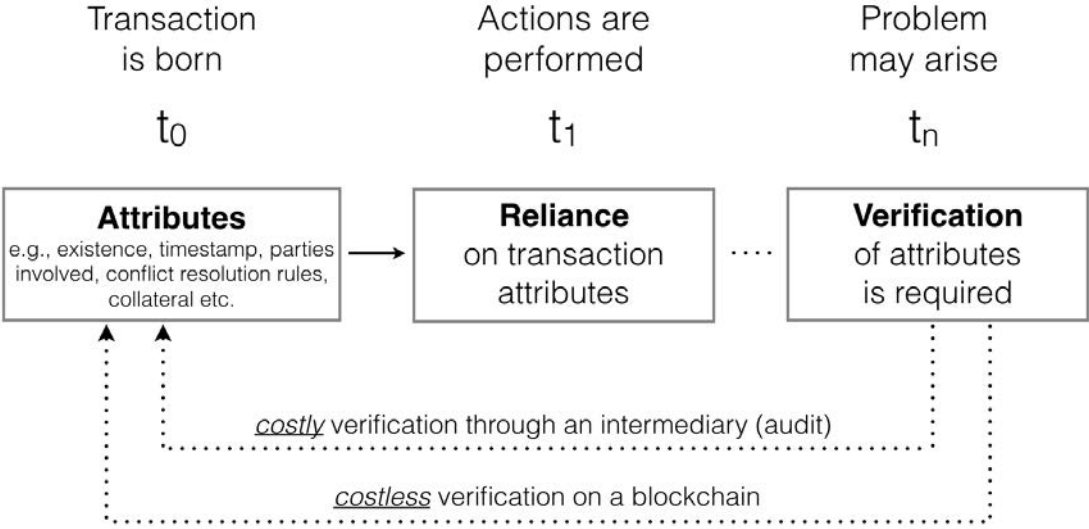 Transaction
is born
Actions are
performed
Problem
may arise
t0
t1
tn
Attributes
e.g., existence, timestamp, parties
involved, conflict resolution rules,
collateral etc.
Reliance
on transaction
attributes
Verification
of attributes
is required
costly verification through an intermediary (audit)
costless verification on a blockchain